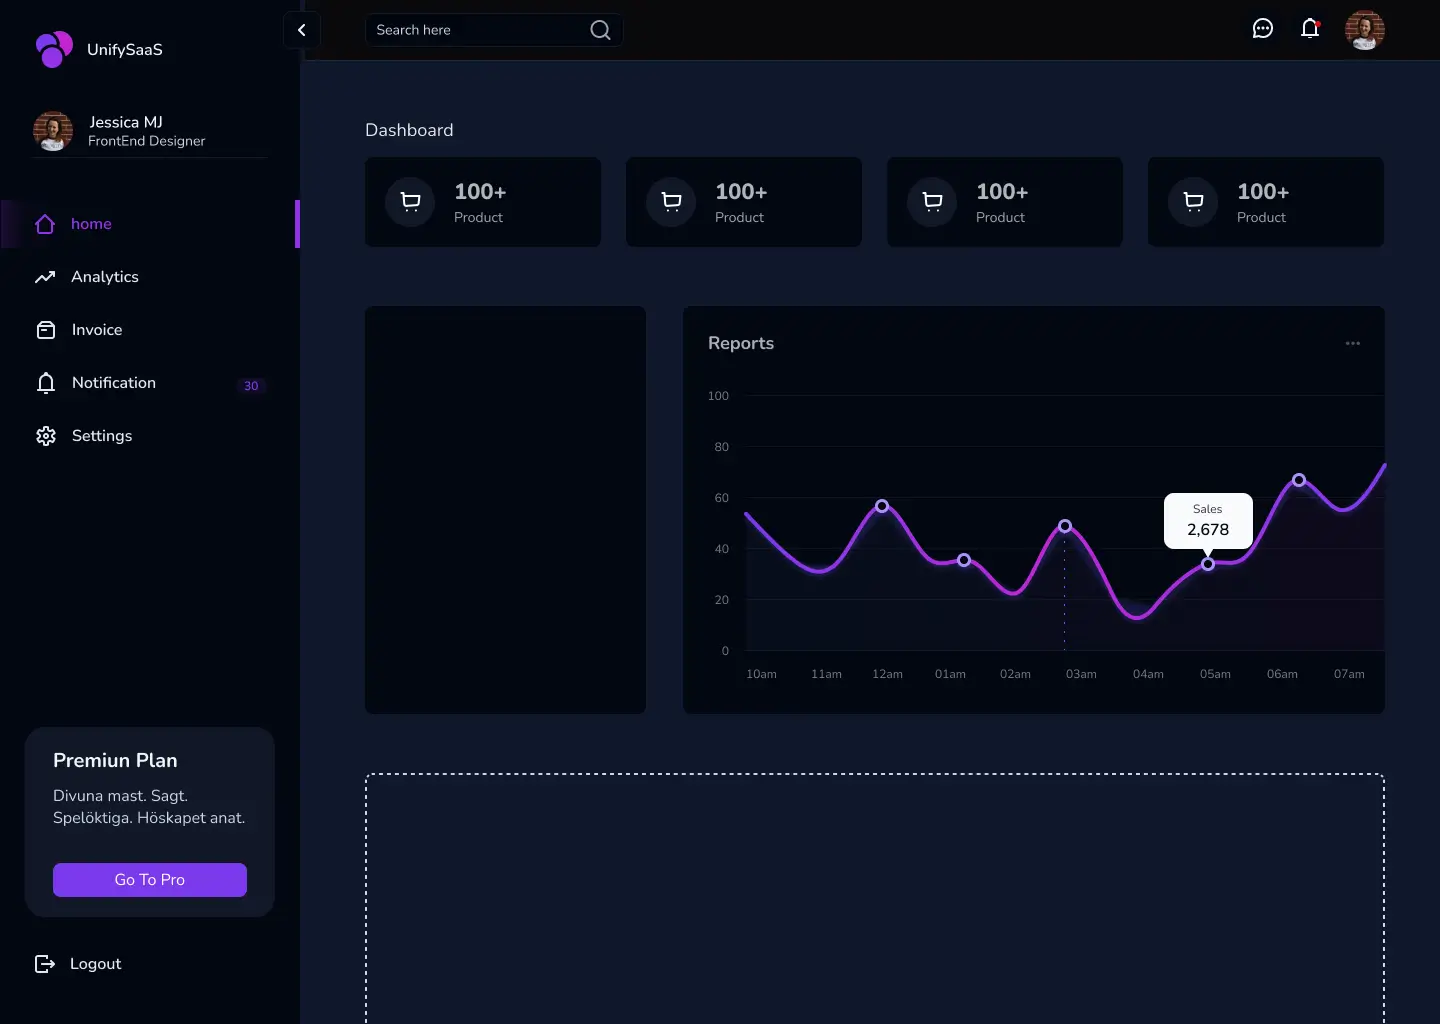 UnifySaaS
Search here
Jessica MJ
FrontEnd Designer
home
Analytics
Invoice
Notification 30
Settings
Premiun Plan
Divuna mast. Sagt.
Spelöktiga. Höskapet anat.
Go To Pro
Logout
Dashboard
100+
Product
100+
Product
100+
Product
100+
Product
Reports
100
80
60
40
20
0
Sales
2,678
10am 11am 12am 01am 02am 03am 04am 05am 06am 07am